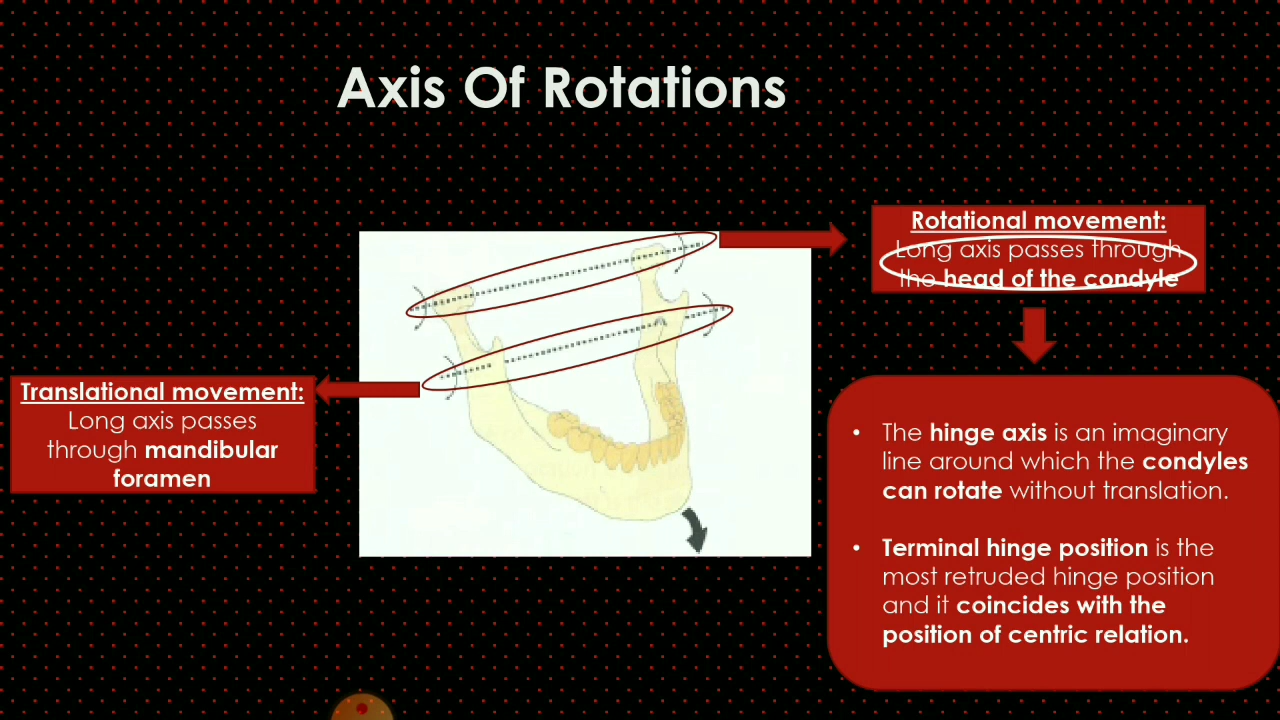 Axis Of Rotations
Rotational movement:
Long axis passes through
the head of the condyle
Translational movement:
Long axis passes
through mandibular
foramen
• The hinge axis is an imaginary
line around which the condyles
can rotate without translation.
• Terminal hinge position is the
most retruded hinge position
and it coincides with the
position of centric relation.